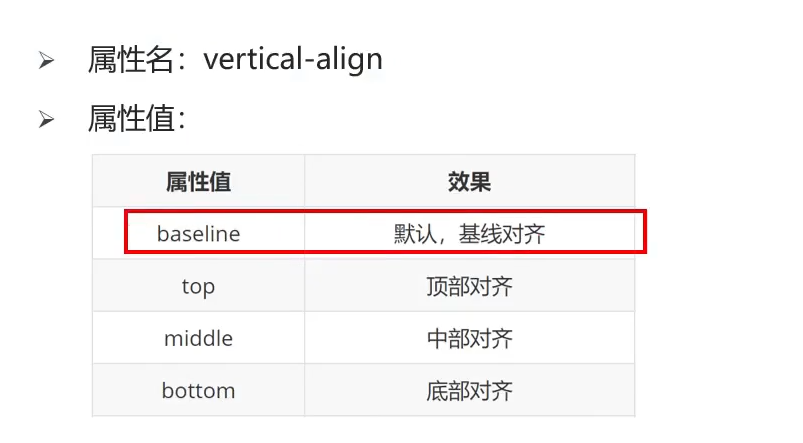 属性名：vertical-align
属性值：
属性值 效果
baseline 默认，基线对齐
top 顶部对齐
middle 中部对齐
bottom 底部对齐